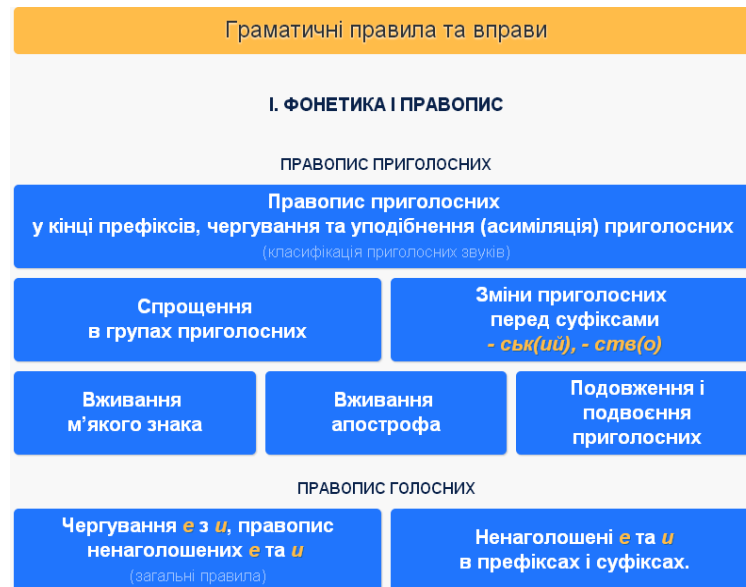 Граматичні правила та вправи
І. ФОНЕТИКА І ПРАВОПИС
ПРАВОПИС ПРИГОЛОСНИХ
Правопис приголосних
у кінці префіксів, чергування та уподібнення (асиміляція) приголосних
(класифікація приголосних звуків)
Спрощення
в групах приголосних
Зміни приголосних
перед суфіксами
- ськ(ий), - ств(о)
Вживання
м’якого знака
Вживання
апострофа
Подовження і
подвоєння
приголосних
ПРАВОПИС ГОЛОСНИХ
Чергування е з и, правопис
ненаголошених е та и
(загальні правила)
Ненаголошені е та и
в префіксах і суфіксах.